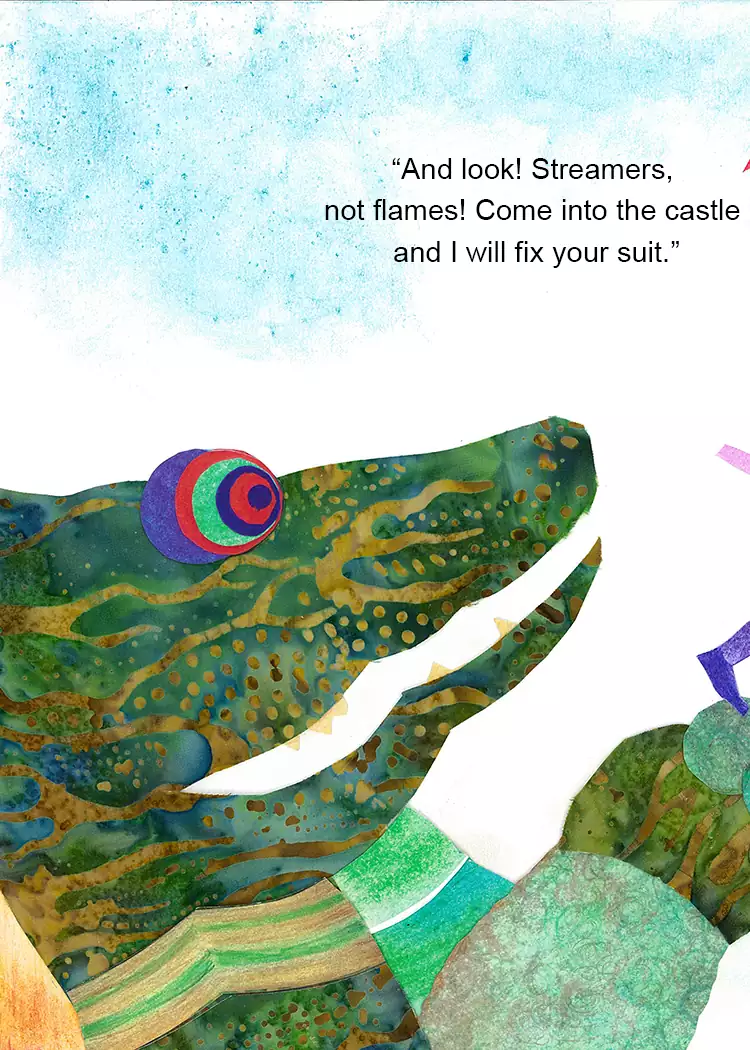 “And look! Streamers,
not flames! Come into the castle
and I will fix your suit.”